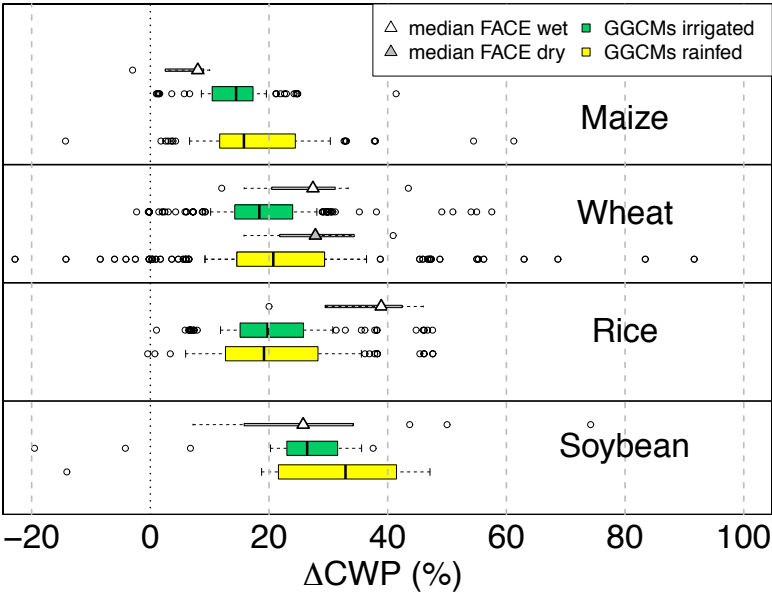 median FACE wet GGCMs irrigated
median FACE dry GGCMs rainfed
Maize
Wheat
Rice
Soybean
−20 0 20 40 60 80 100
ΔCWP (%)